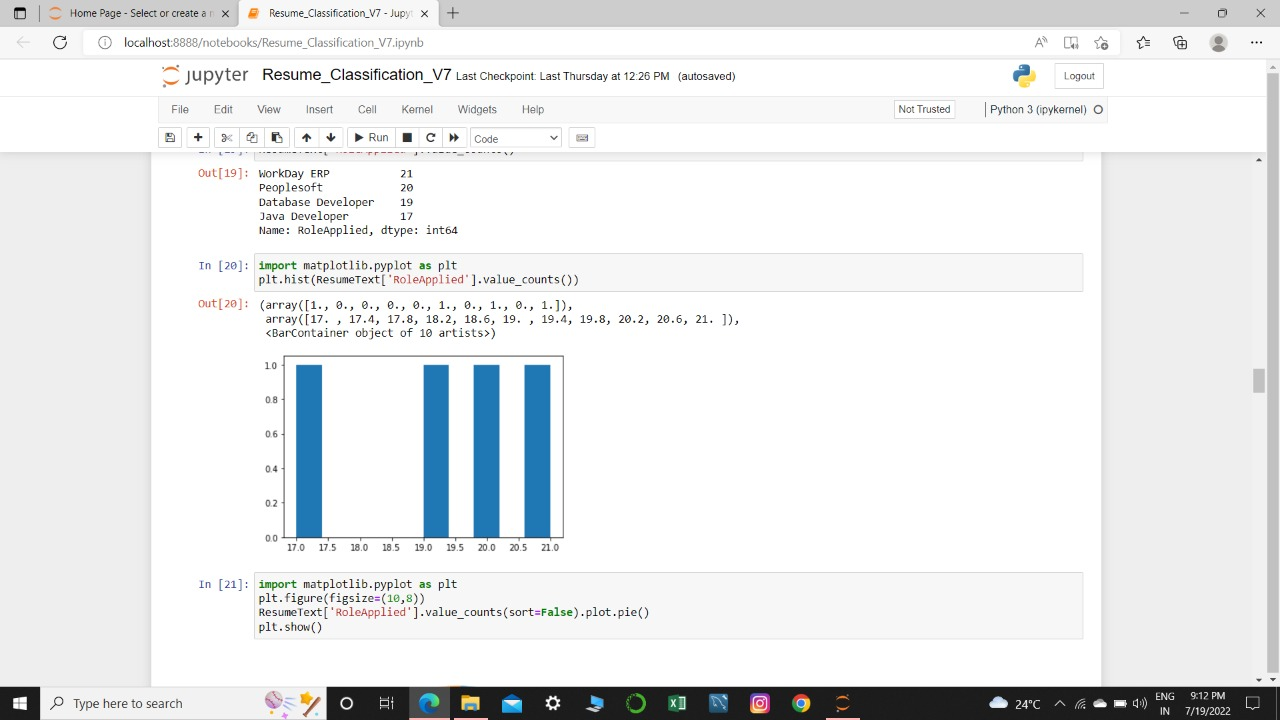 Home Page - Select or create a n
Resume_Classification_V7 - Jupyt
localhost:8888/notebooks/Resume_Classification_V7.ipynb
jupyter Resume_Classification_V7 Last Checkpoint: Last Thursday at 12:26 PM (autosaved)
Logout
File Edit View Insert Cell Kernel Widgets Help
Not Trusted
Python 3 (ipykernel)
Run
Code
Out[19]: WorkDay ERP 21
Peoplesoft 20
Database Developer 19
Java Developer 17
Name: RoleApplied, dtype: int64
In [20]: import matplotlib.pyplot as plt
plt.hist(ResumeText['RoleApplied'].value_counts())
Out[20]: (array([1., 0., 0., 0., 0., 1., 0., 1., 0., 1.]),
array([17. , 17.4, 17.8, 18.2, 18.6, 19. , 19.4, 19.8, 20.2, 20.6, 21. ]),
<BarContainer object of 10 artists>)
1.0
0.8
0.6
0.4
0.2
0.0
17.0 17.5 18.0 18.5 19.0 19.5 20.0 20.5 21.0
In [21]: import matplotlib.pyplot as plt
plt.figure(figsize=(10,8))
ResumeText['RoleApplied'].value_counts(sort=False).plot.pie()
plt.show()
Type here to search
24°C
ENG
IN
9:12 PM
7/19/2022